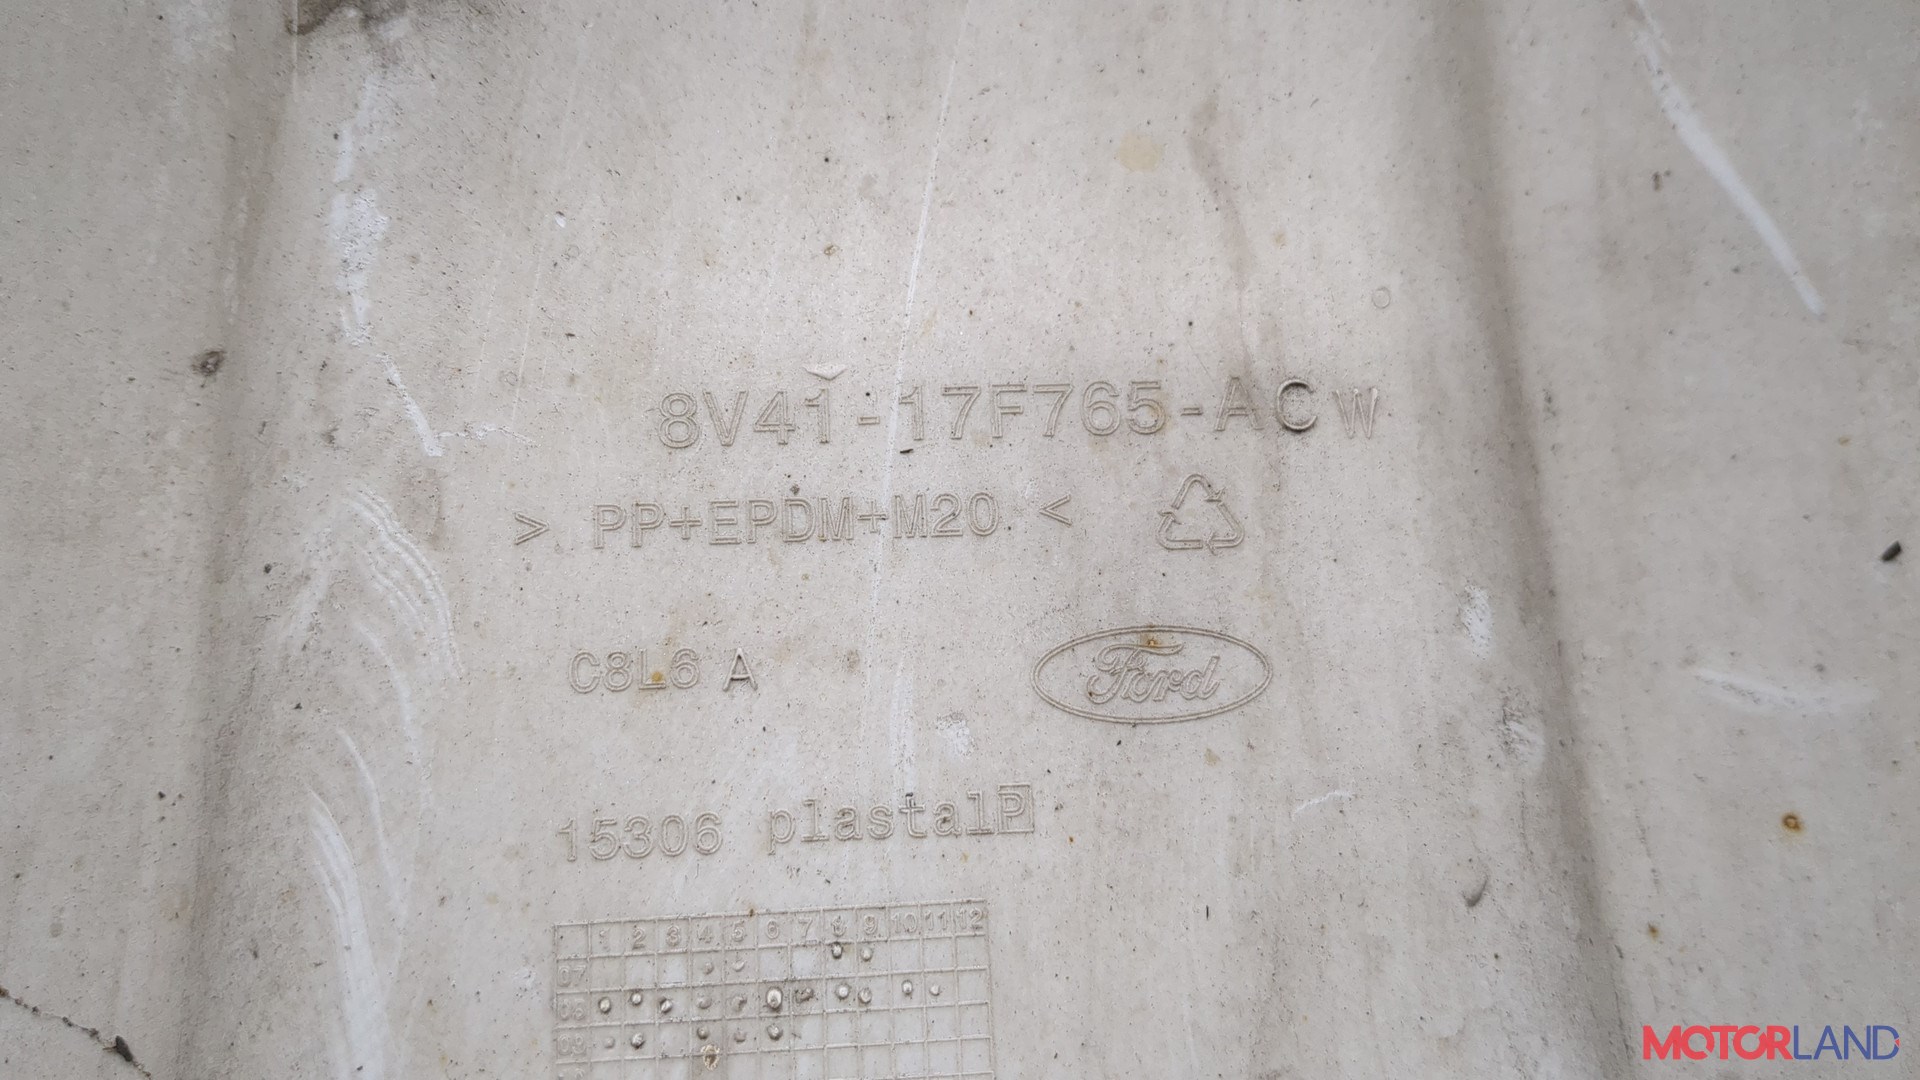 8V41-17F765-ACW
> PP+EPDM+M20 <
C8L6 A
Ford
15306 plastal P
1 2 3 4 5 6 7 8 9 10 11 12
07
08
09
MOTORLAND